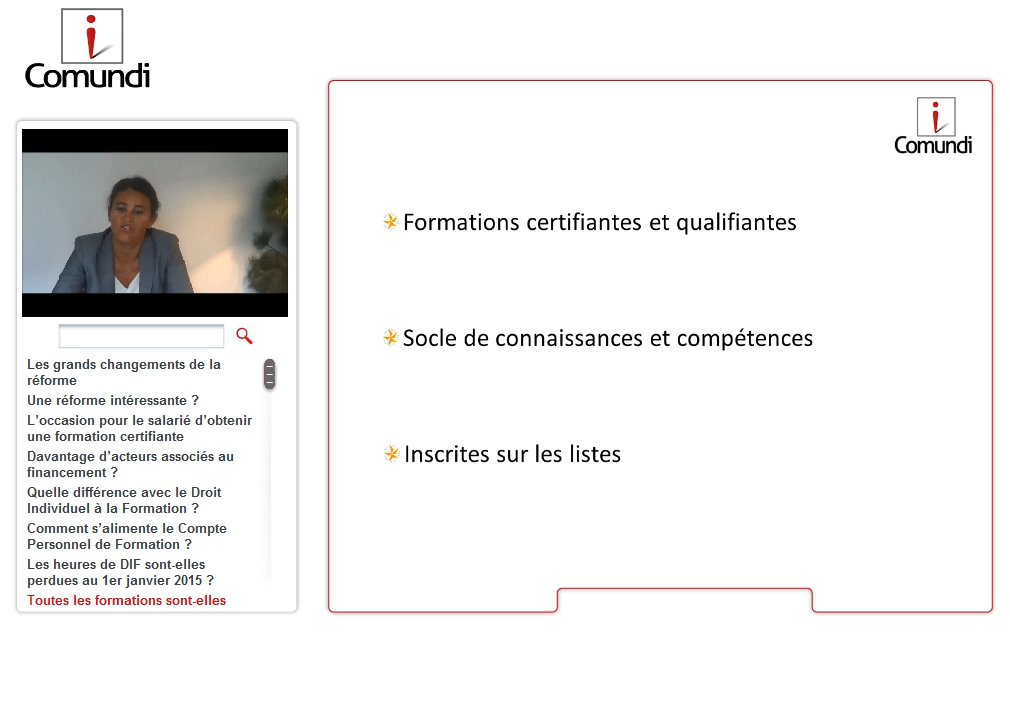 i
Comundi
Les grands changements de la
réforme
Une réforme intéressante ?
L'occasion pour le salarié d'obtenir
une formation certifiante
Davantage d'acteurs associés au
financement ?
Quelle différence avec le Droit
Individuel à la Formation ?
Comment s'alimente le Compte
Personnel de Formation ?
Les heures de DIF sont-elles
perdues au 1er janvier 2015 ?
Toutes les formations sont-elles
i
Comundi
Formations certifiantes et qualifiantes
Socle de connaissances et compétences
Inscrites sur les listes